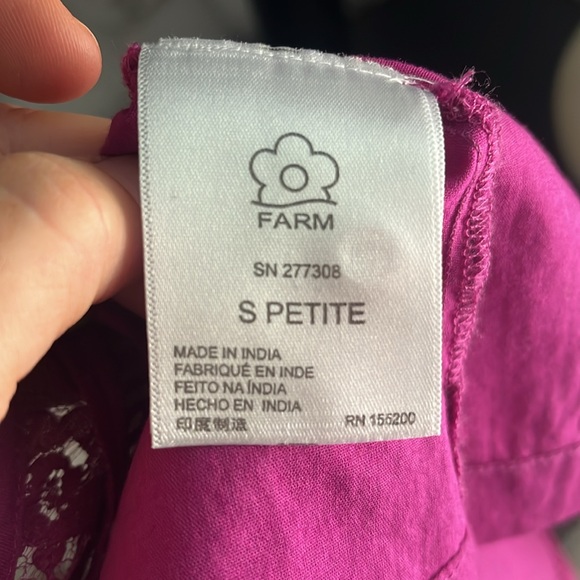 FARM
SN 277308
S PETITE
MADE IN INDIA
FABRIQUÉ EN INDE
FEITO NA ÍNDIA
HECHO EN INDIA
印度制造
RN 155200